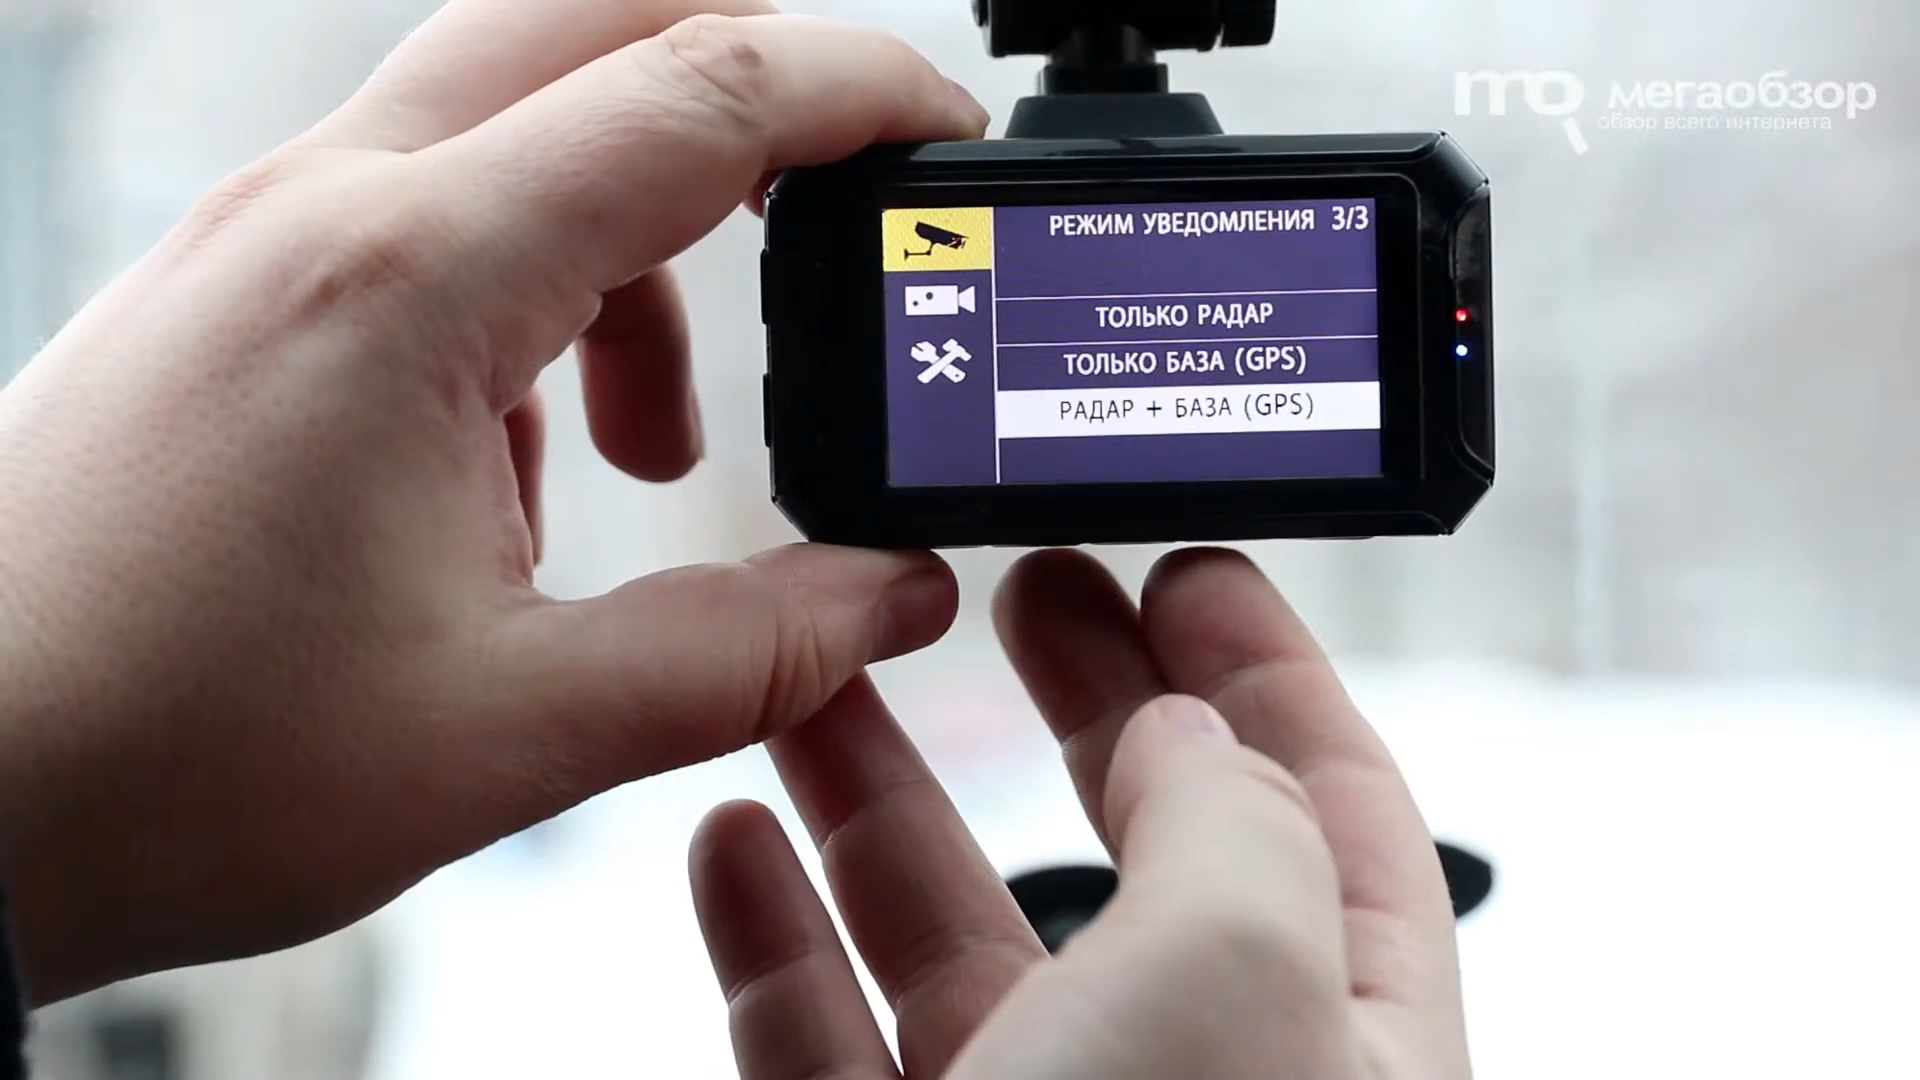 мегаобзор
обзор всего интернета
РЕЖИМ УВЕДОМЛЕНИЯ 3/3
ТОЛЬКО РАДАР
ТОЛЬКО БАЗА (GPS)
РАДАР + БАЗА (GPS)